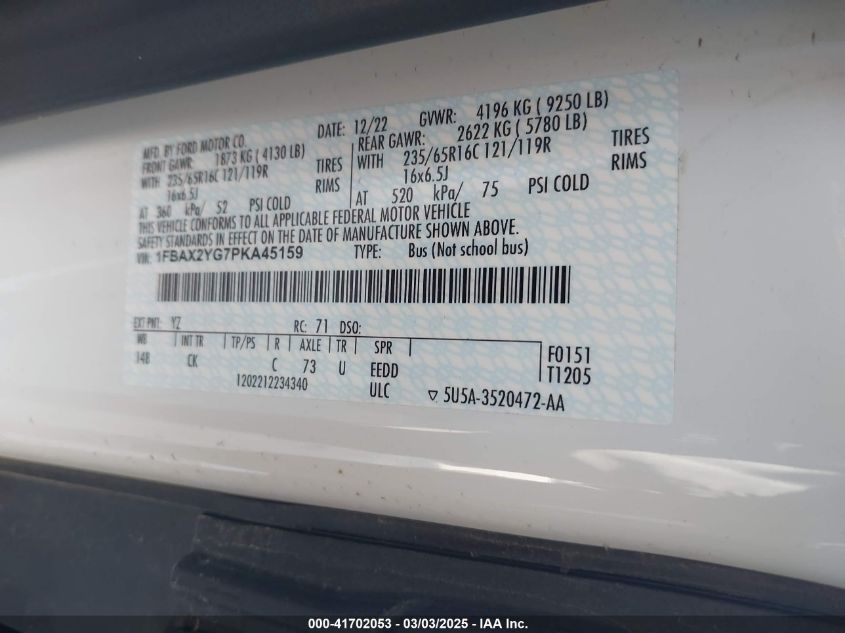 MFD. BY FORD MOTOR CO.
DATE: 12/22 GVWR: 4196 KG ( 9250 LB)
FRONT GAWR: 1873 KG ( 4130 LB)
WITH 235/65R16C 121/119R TIRES
16x6.5J RIMS
AT 360 kPa/ 52 PSI COLD
REAR GAWR: 2622 KG ( 5780 LB)
WITH 235/65R16C 121/119R TIRES
16x6.5J RIMS
AT 520 kPa/ 75 PSI COLD
THIS VEHICLE CONFORMS TO ALL APPLICABLE FEDERAL MOTOR VEHICLE
SAFETY STANDARDS IN EFFECT ON THE DATE OF MANUFACTURE SHOWN ABOVE.
VIN: 1FBAX2YG7PKA45159 TYPE: Bus (Not school bus)
EXT PNT: YZ RC: 71 DSO:
WB INT TR TP/PS R AXLE TR SPR F0151
148 CK C 73 U EEDD T1205
1202212234340 ULC ▽ 5U5A-3520472-AA
000-41702053 - 03/03/2025 - IAA Inc.